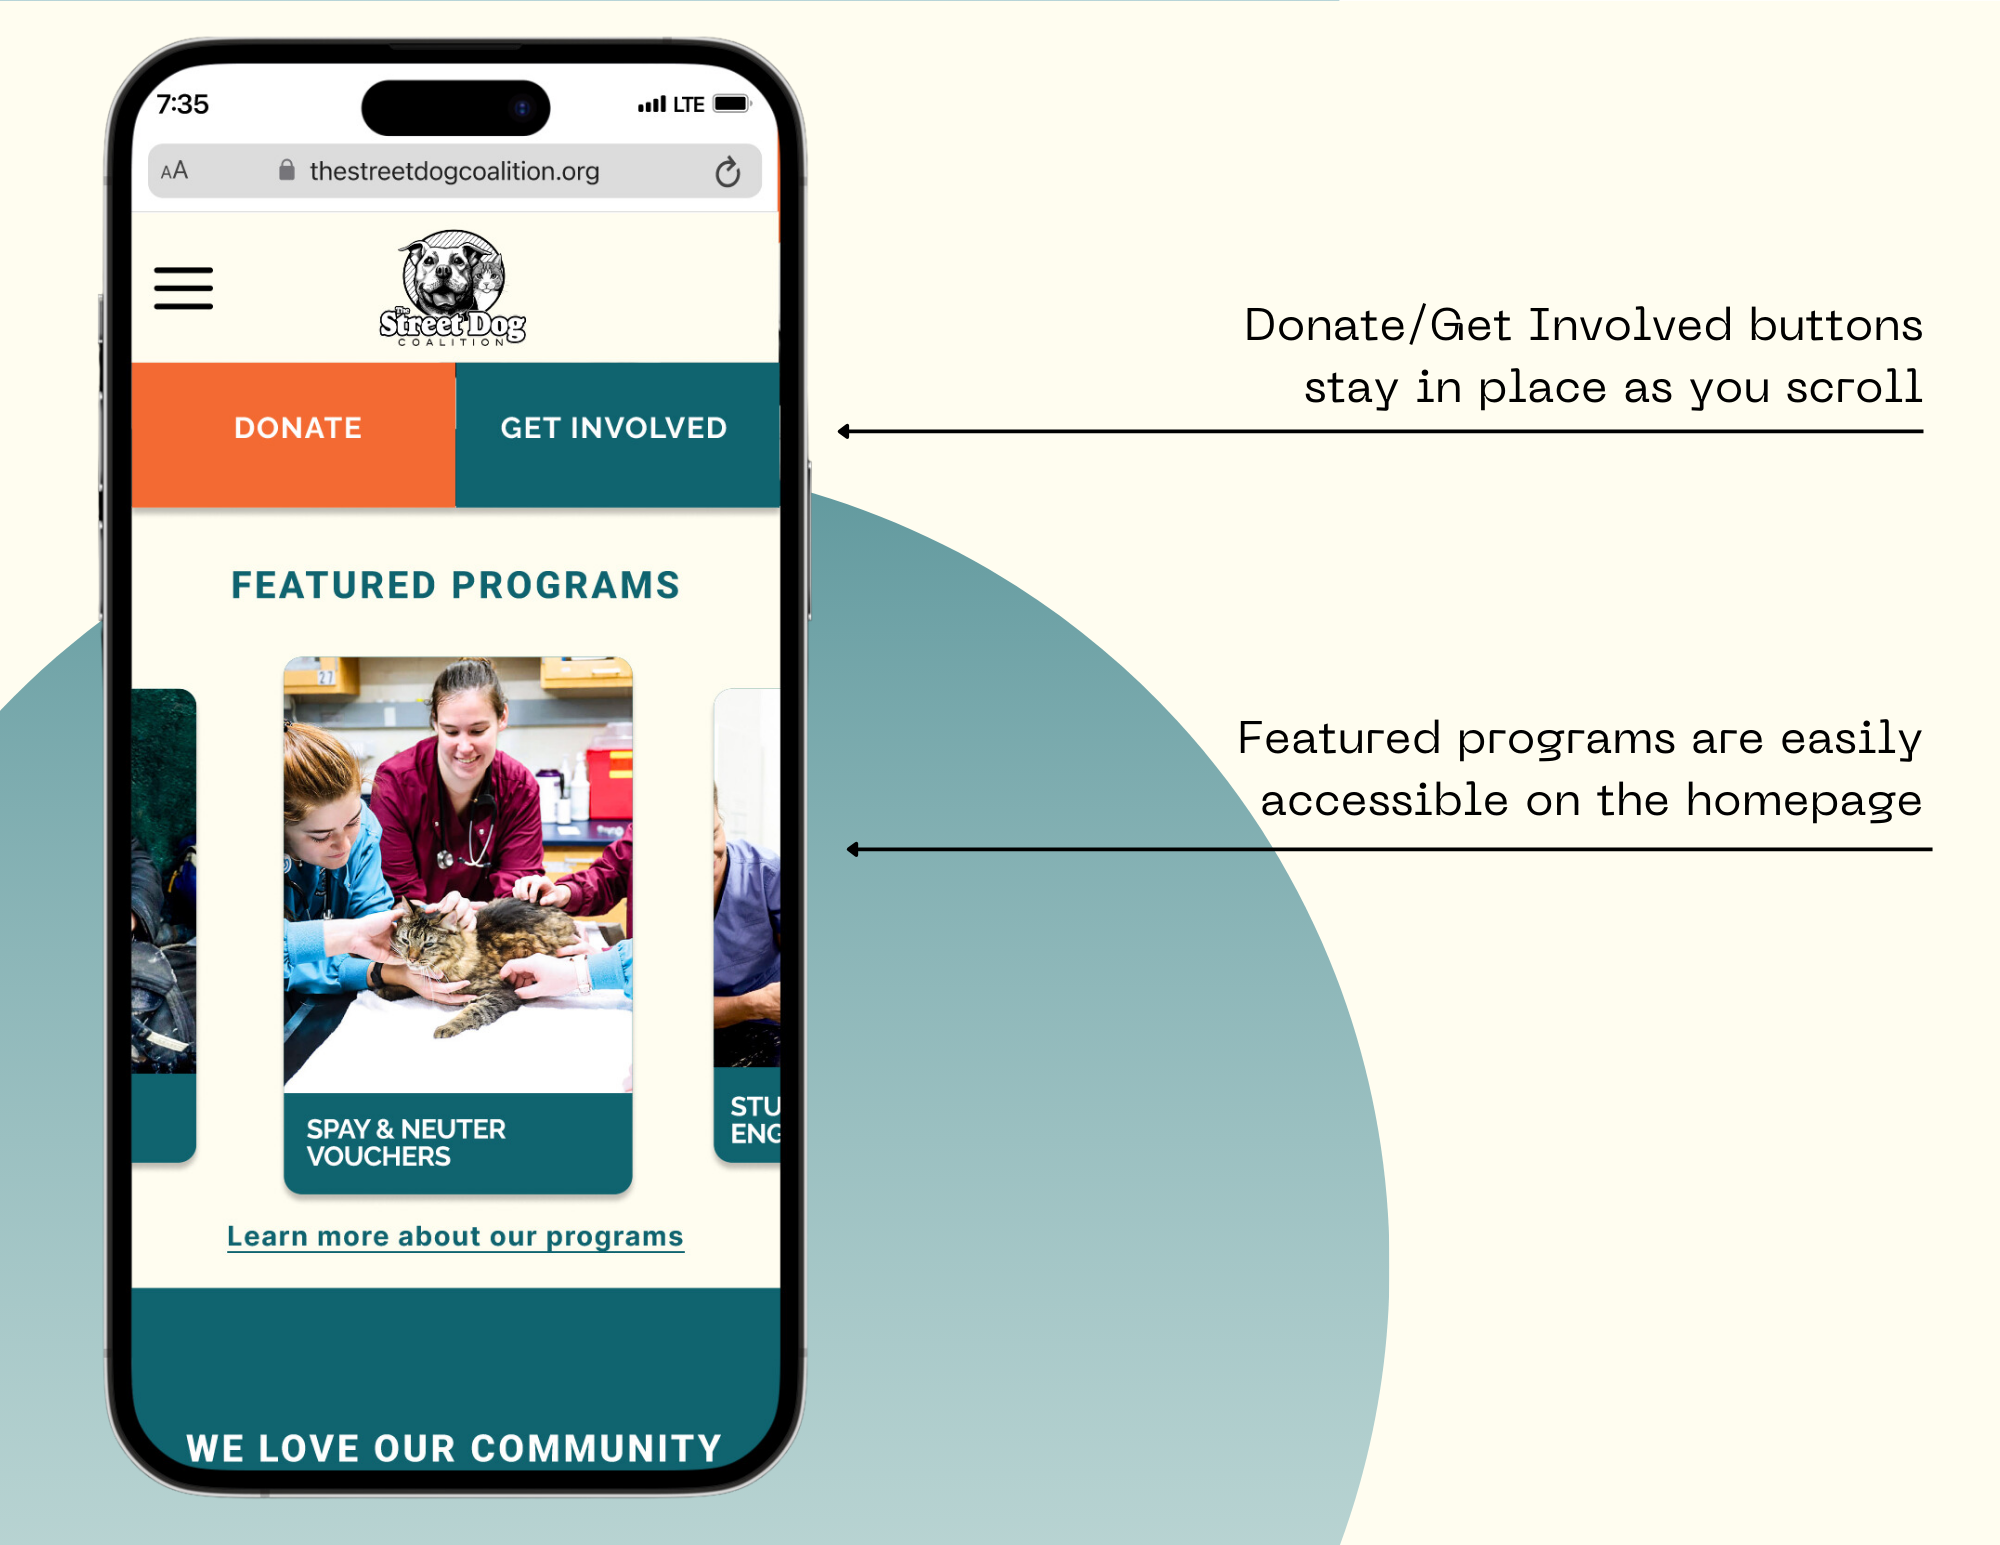 7:35
LTE
AA
thestreetdogcoalition.org
The
Street Dog
COALITION
DONATE
GET INVOLVED
Donate/Get Involved buttons
stay in place as you scroll
FEATURED PROGRAMS
27
Featured programs are easily
accessible on the homepage
SPAY & NEUTER
VOUCHERS
STU
ENG
Learn more about our programs
WE LOVE OUR COMMUNITY